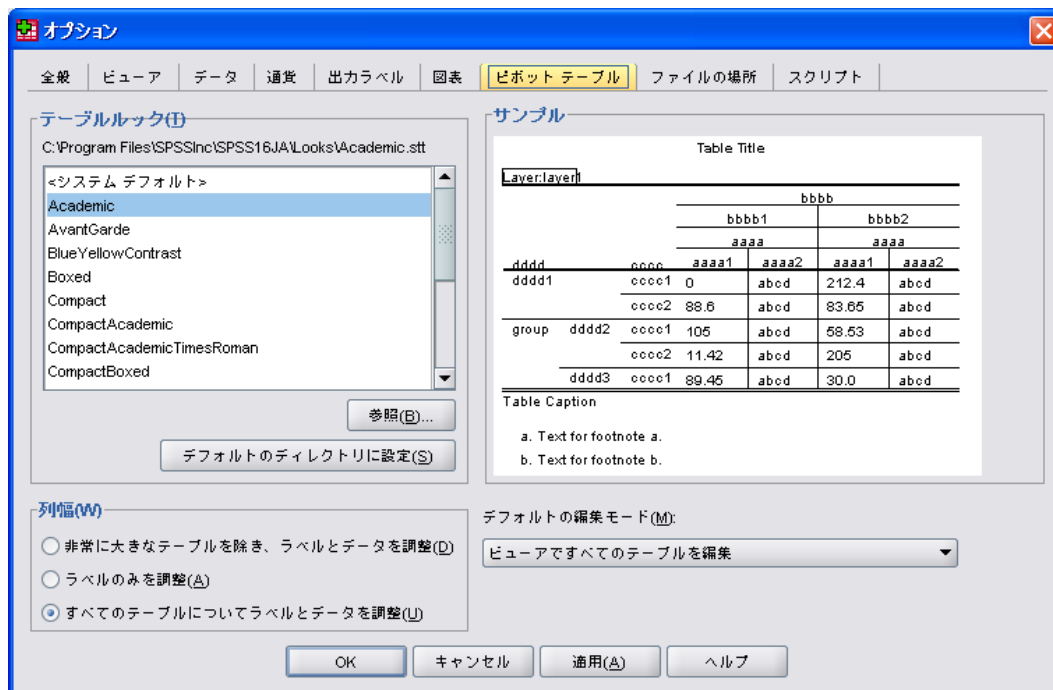 オプション
全般 ビューア データ 通貨 出力ラベル 図表 ピボット テーブル ファイルの場所 スクリプト
テーブルルック(T)
C:\Program Files\SPSSInc\SPSS16JA\Looks\Academic.stt
<システム デフォルト>
Academic
AvantGarde
BlueYellowContrast
Boxed
Compact
CompactAcademic
CompactAcademicTimesRoman
CompactBoxed
参照(B)...
デフォルトのディレクトリに設定(S)
サンプル
Table Title
Layer:layer1
bbbb
bbbb1 bbbb2
aaaa aaaa
dddd cccc aaaa1 aaaa2 aaaa1 aaaa2
dddd1 cccc1 0 abcd 212.4 abcd
cccc2 88.6 abcd 83.65 abcd
group dddd2 cccc1 105 abcd 58.53 abcd
cccc2 11.42 abcd 205 abcd
dddd3 cccc1 89.45 abcd 30.0 abcd
Table Caption
a. Text for footnote a.
b. Text for footnote b.
列幅(W)
非常に大きなテーブルを除き、ラベルとデータを調整(D)
ラベルのみを調整(A)
すべてのテーブルについてラベルとデータを調整(U)
デフォルトの編集モード(M):
ビューアですべてのテーブルを編集
OK キャンセル 適用(A) ヘルプ